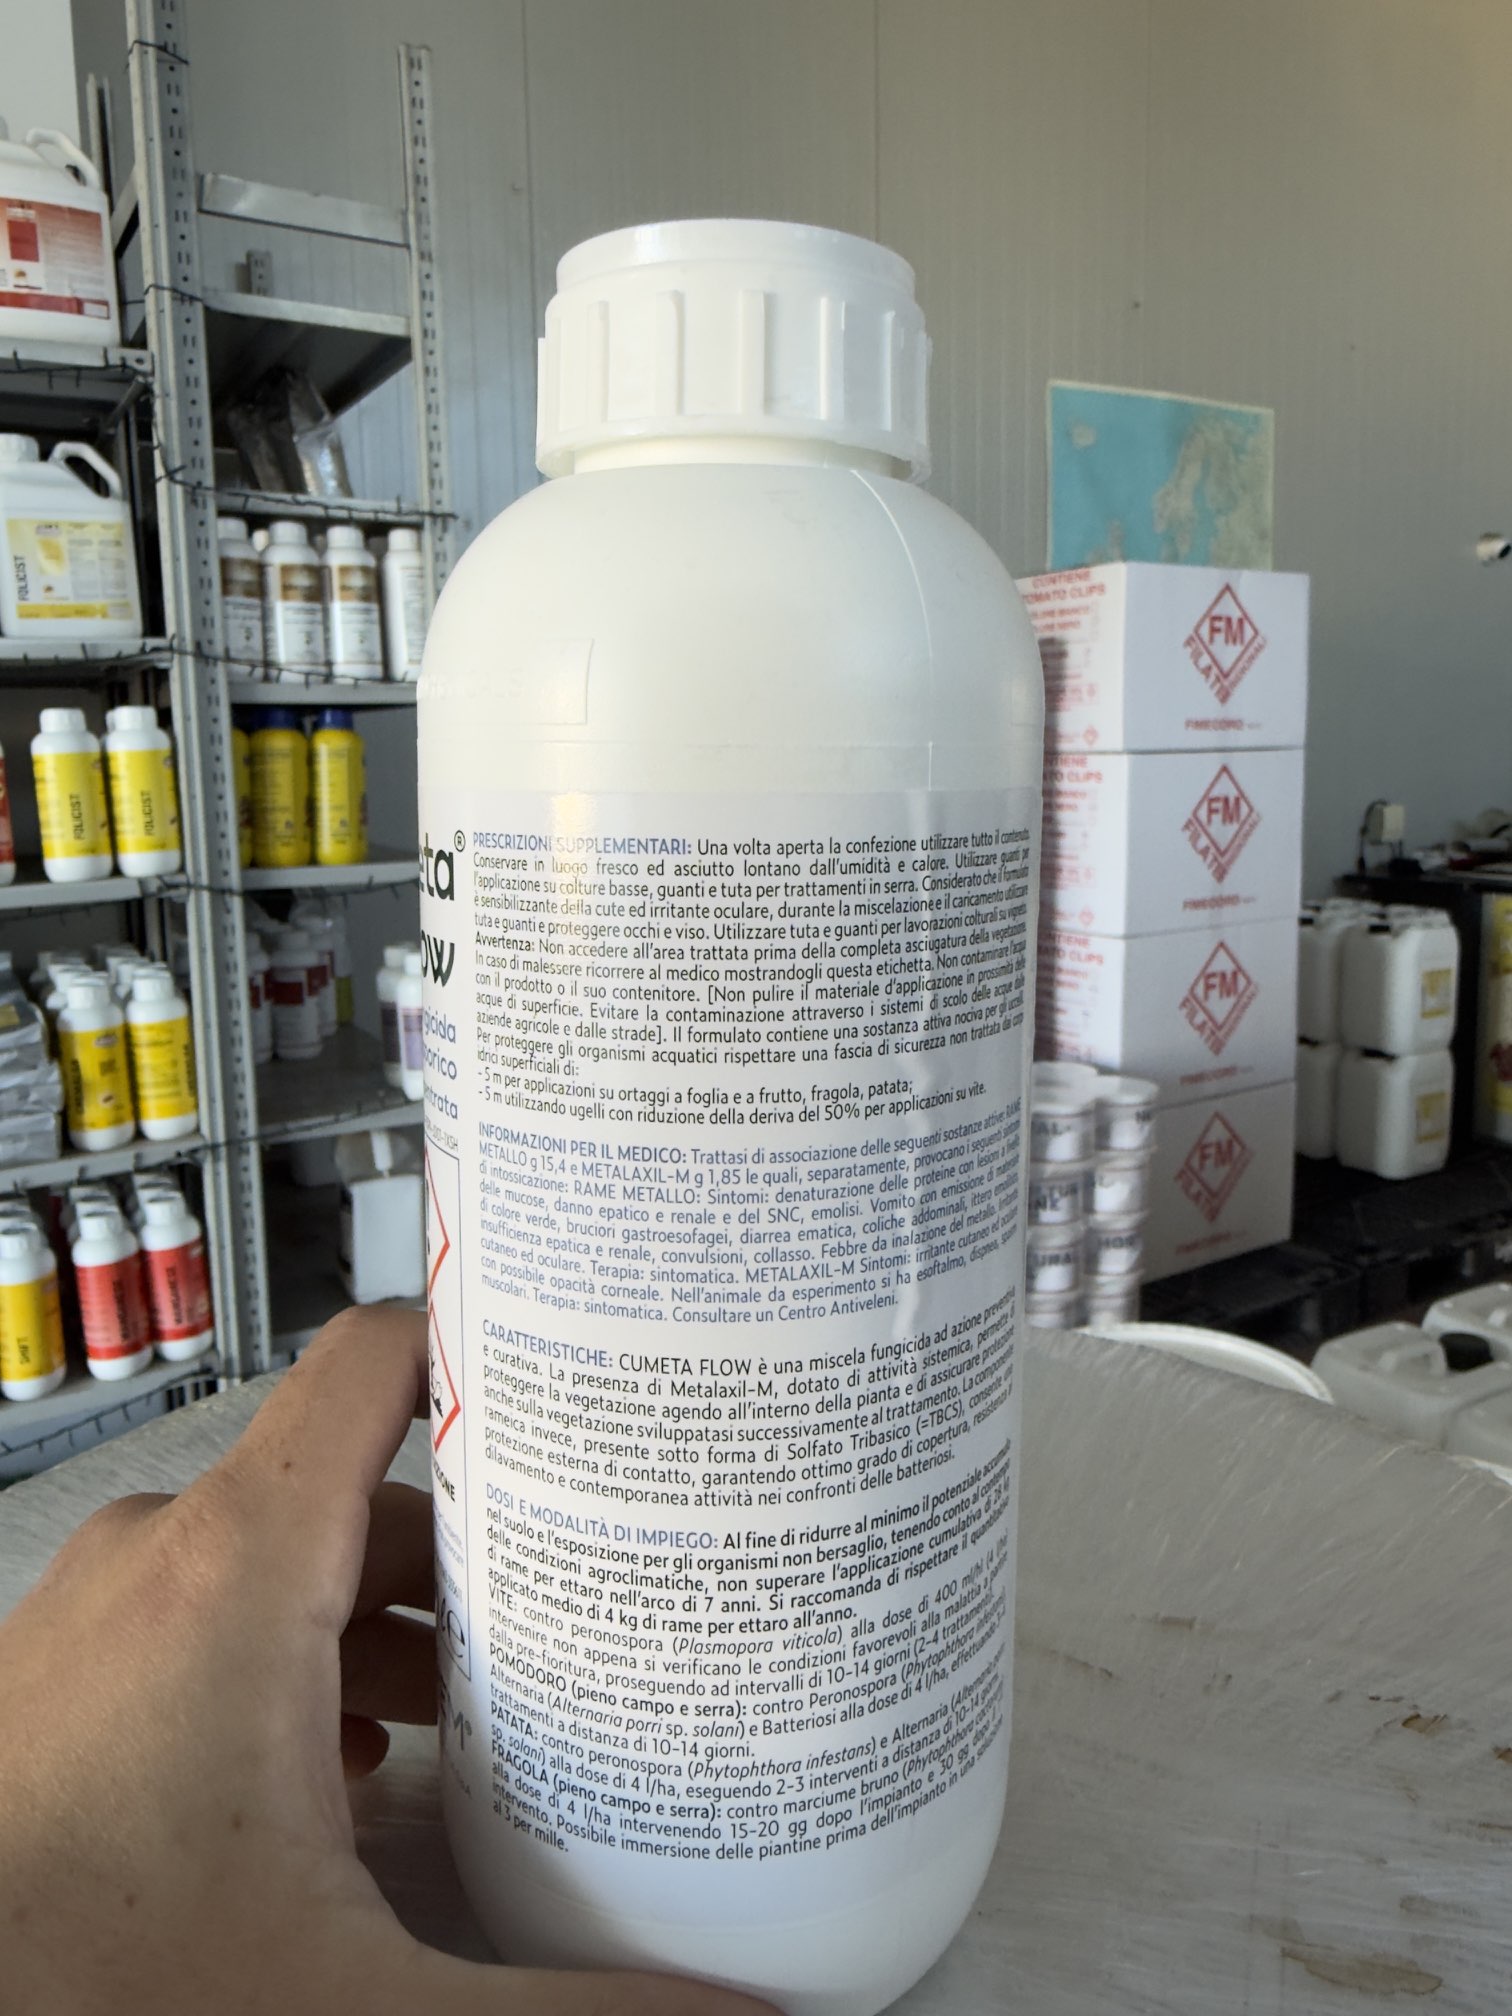 PRESCRIZIONI SUPPLEMENTARI: Una volta aperta la confezione utilizzare tutto il contenuto.
Conservare in luogo fresco ed asciutto lontano dall'umidità e calore. Utilizzare guanti per
l'applicazione su colture basse, guanti e tuta per trattamenti in serra. Considerato che il formulato
è sensibilizzante della cute ed irritante oculare, durante la miscelazione e il caricamento utilizzare
tuta e guanti e proteggere occhi e viso. Utilizzare tuta e guanti per lavorazioni colturali su vigneto.
Avvertenza: Non accedere all'area trattata prima della completa asciugatura della vegetazione.
In caso di malessere ricorrere al medico mostrandogli questa etichetta. Non contaminare l'acqua
con il prodotto o il suo contenitore. [Non pulire il materiale d'applicazione in prossimità delle
acque di superficie. Evitare la contaminazione attraverso i sistemi di scolo delle acque dalle
aziende agricole e dalle strade]. Il formulato contiene una sostanza attiva nociva per gli uccelli.
Per proteggere gli organismi acquatici rispettare una fascia di sicurezza non trattata dai corpi
idrici superficiali di:
- 5 m per applicazioni su ortaggi a foglia e a frutto, fragola, patata;
- 5 m utilizzando ugelli con riduzione della deriva del 50% per applicazioni su vite.
INFORMAZIONI PER IL MEDICO: Trattasi di associazione delle seguenti sostanze attive: RAME
METALLO g 15,4 e METALAXIL-M g 1,85 le quali, separatamente, provocano i seguenti sintomi
di intossicazione: RAME METALLO: Sintomi: denaturazione delle proteine con lesioni a livello
delle mucose, danno epatico e renale e del SNC, emolisi. Vomito con emissione di materiale
di colore verde, bruciori gastroesofagei, diarrea ematica, coliche addominali, ittero emolitico,
insufficienza epatica e renale, convulsioni, collasso. Febbre da inalazione del metallo. Irritante
cutaneo ed oculare. Terapia: sintomatica. METALAXIL-M Sintomi: irritante cutaneo ed oculare
con possibile opacità corneale. Nell'animale da esperimento si ha esoftalmo, dispnea, spasmi
muscolari. Terapia: sintomatica. Consultare un Centro Antiveleni.
CARATTERISTICHE: CUMETA FLOW è una miscela fungicida ad azione preventiva
e curativa. La presenza di Metalaxil-M, dotato di attività sistemica, permette di
proteggere la vegetazione agendo all'interno della pianta e di assicurare protezione
anche sulla vegetazione sviluppatasi successivamente al trattamento. La componente
rameica invece, presente sotto forma di Solfato Tribasico (=TBCS), consente una
protezione esterna di contatto, garantendo ottimo grado di copertura, resistenza al
dilavamento e contemporanea attività nei confronti delle batteriosi.
DOSI E MODALITÀ DI IMPIEGO: Al fine di ridurre al minimo il potenziale accumulo
nel suolo e l'esposizione per gli organismi non bersaglio, tenendo conto al contempo
delle condizioni agroclimatiche, non superare l'applicazione cumulativa di 28 kg
di rame per ettaro nell'arco di 7 anni. Si raccomanda di rispettare il quantitativo
applicato medio di 4 kg di rame per ettaro all'anno.
VITE: contro peronospora (Plasmopora viticola) alla dose di 400 ml/hl (4 l/ha)
intervenire non appena si verificano le condizioni favorevoli alla malattia a partire
dalla pre-fioritura, proseguendo ad intervalli di 10-14 giorni (2-4 trattamenti).
POMODORO (pieno campo e serra): contro Peronospora (Phytophthora infestans)
Alternaria (Alternaria porri sp. solani) e Batteriosi alla dose di 4 l/ha, effettuando
trattamenti a distanza di 10-14 giorni.
PATATA: contro peronospora (Phytophthora infestans) e Alternaria (Alternaria porri
sp. solani) alla dose di 4 l/ha, eseguendo 2-3 interventi a distanza di 10-14 giorni.
FRAGOLA (pieno campo e serra): contro marciume bruno (Phytophthora cactorum)
alla dose di 4 l/ha intervenendo 15-20 gg dopo l'impianto e 30 gg dopo
intervento. Possibile immersione delle piantine prima dell'impianto in una soluzione
al 3 per mille.
eta®
ow
FOLICIST
FOLICIST
FOLICIST
SHIFT
CONTIENE
TOMATO CLIPS
FM
FILATI
FIMECORD
FM
FILATI
FIMECORD
FM
FILATI
FIMECORD
FM
FILATI